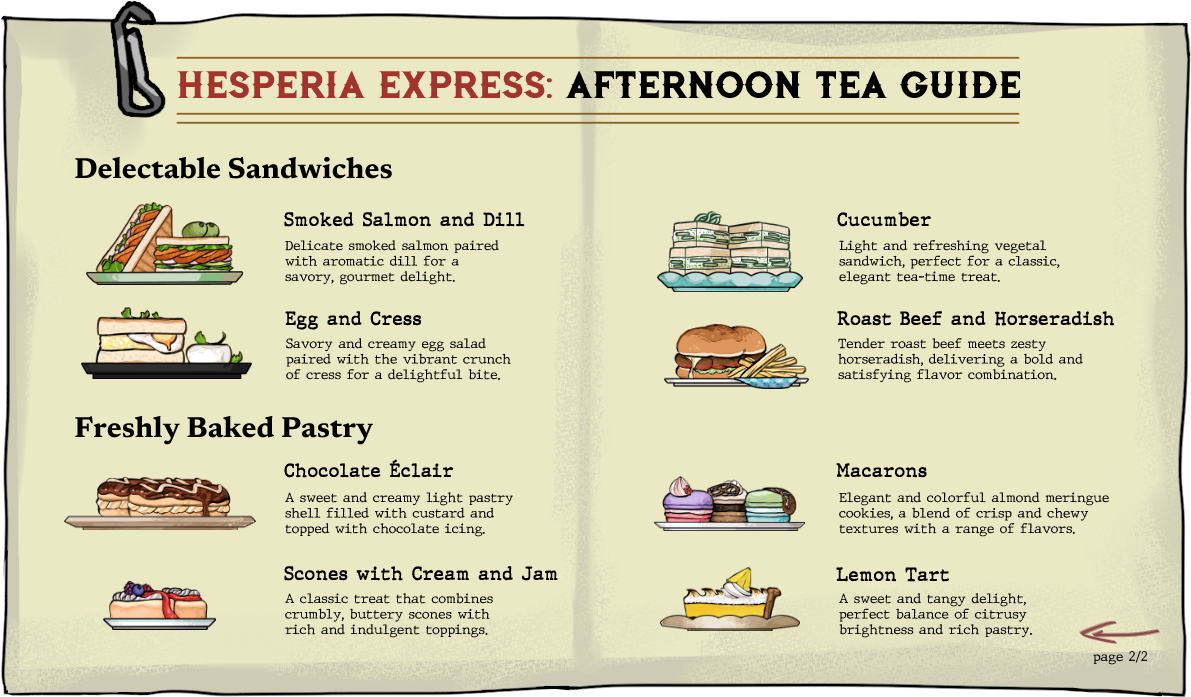 HESPERIA EXPRESS: AFTERNOON TEA GUIDE
Delectable Sandwiches
Smoked Salmon and Dill
Delicate smoked salmon paired
with aromatic dill for a
savory, gourmet delight.
Cucumber
Light and refreshing vegetal
sandwich, perfect for a classic,
elegant tea-time treat.
Egg and Cress
Savory and creamy egg salad
paired with the vibrant crunch
of cress for a delightful bite.
Roast Beef and Horseradish
Tender roast beef meets zesty
horseradish, delivering a bold and
satisfying flavor combination.
Freshly Baked Pastry
Chocolate Éclair
A sweet and creamy light pastry
shell filled with custard and
topped with chocolate icing.
Macarons
Elegant and colorful almond meringue
cookies, a blend of crisp and chewy
textures with a range of flavors.
Scones with Cream and Jam
A classic treat that combines
crumbly, buttery scones with
rich and indulgent toppings.
Lemon Tart
A sweet and tangy delight,
perfect balance of citrusy
brightness and rich pastry.
page 2/2